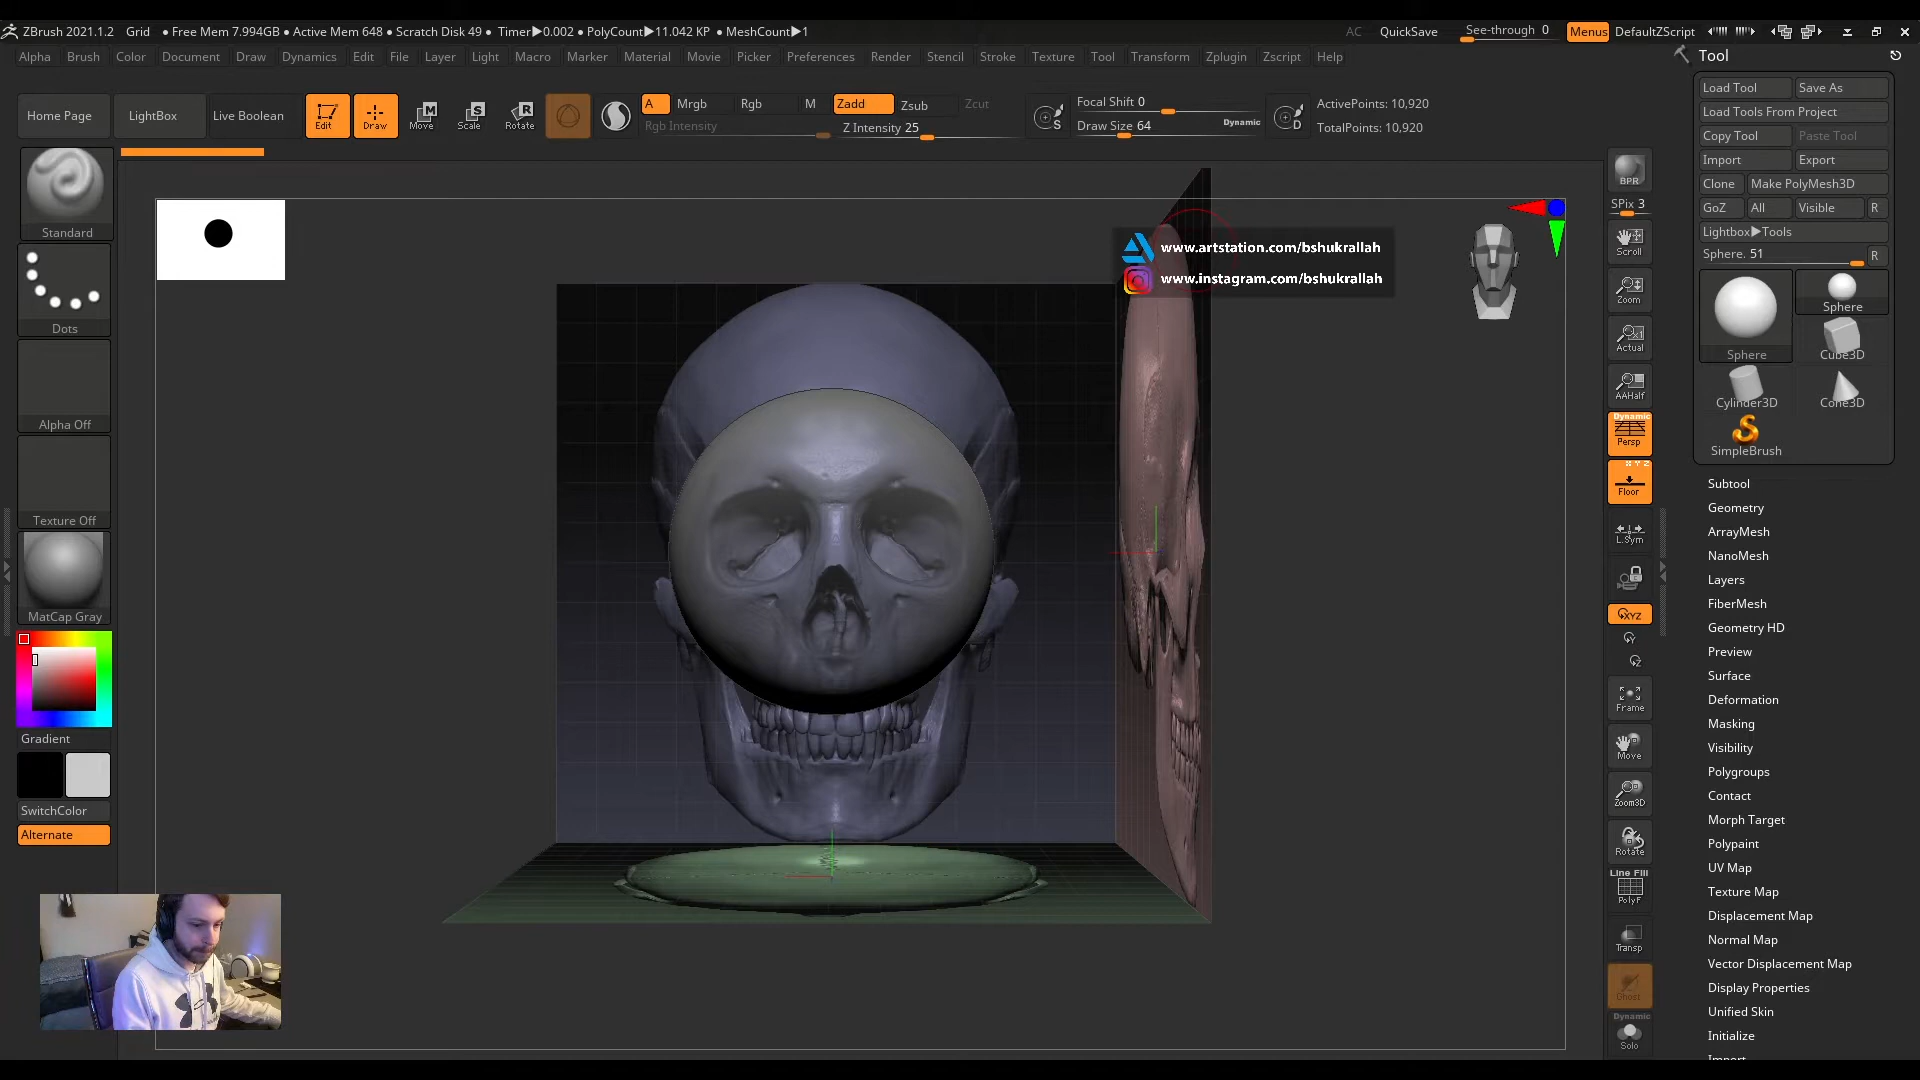 ZBrush 2021.1.2 Grid • Free Mem 7.994GB • Active Mem 648 • Scratch Disk 49 • Timer▶0.002 • PolyCount▶11.042 KP • MeshCount▶1 AC QuickSave See-through 0 Menus DefaultZScript
Alpha Brush Color Document Draw Dynamics Edit File Layer Light Macro Marker Material Movie Picker Preferences Render Stencil Stroke Texture Tool Transform Zplugin Zscript Help
Home Page LightBox Live Boolean Edit Draw Move Scale Rotate
A Mrgb Rgb M Zadd Zsub Zcut
Rgb Intensity Z Intensity 25
S Focal Shift 0
Draw Size 64 Dynamic D
ActivePoints: 10,920
TotalPoints: 10,920
Standard
Dots
Alpha Off
Texture Off
MatCap Gray
Gradient
SwitchColor
Alternate
www.artstation.com/bshukrallah
www.instagram.com/bshukrallah
BPR
SPix 3
Scroll
Zoom
Actual
AAHalf
Dynamic
Persp
X Y Z
Floor
L.Sym
XYZ
Y
Z
Frame
Move
Zoom3D
Rotate
Line Fill
PolyF
Transp
Ghost
Dynamic
Solo
Tool
Load Tool Save As
Load Tools From Project
Copy Tool Paste Tool
Import Export
Clone Make PolyMesh3D
GoZ All Visible R
Lightbox▶Tools
Sphere. 51 R
Sphere Sphere
Cube3D
Cylinder3D Cone3D
SimpleBrush
Subtool
Geometry
ArrayMesh
NanoMesh
Layers
FiberMesh
Geometry HD
Preview
Surface
Deformation
Masking
Visibility
Polygroups
Contact
Morph Target
Polypaint
UV Map
Texture Map
Displacement Map
Normal Map
Vector Displacement Map
Display Properties
Unified Skin
Initialize
Import